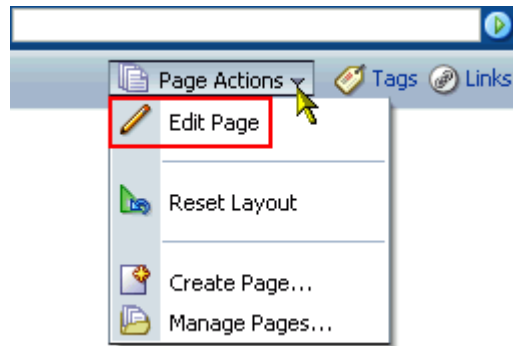 Page Actions Tags Links
Edit Page
Reset Layout
Create Page...
Manage Pages...